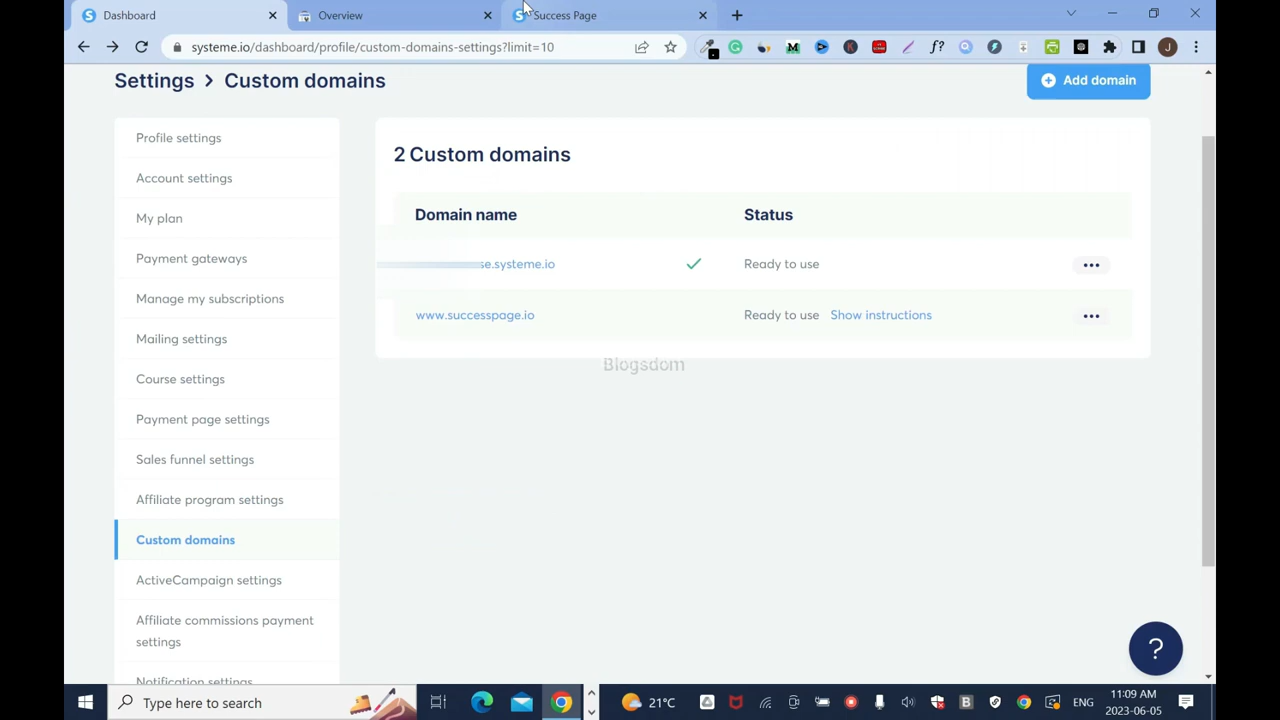 Dashboard
Overview
Success Page
systeme.io/dashboard/profile/custom-domains-settings?limit=10
Settings > Custom domains
Add domain
Profile settings
Account settings
My plan
Payment gateways
Manage my subscriptions
Mailing settings
Course settings
Payment page settings
Sales funnel settings
Affiliate program settings
Custom domains
ActiveCampaign settings
Affiliate commissions payment
settings
Notification settings
2 Custom domains
Domain name Status
se.systeme.io Ready to use
www.successpage.io Ready to use Show instructions
Blogsdom
?
Type here to search
21°C
ENG
11:09 AM
2023-06-05